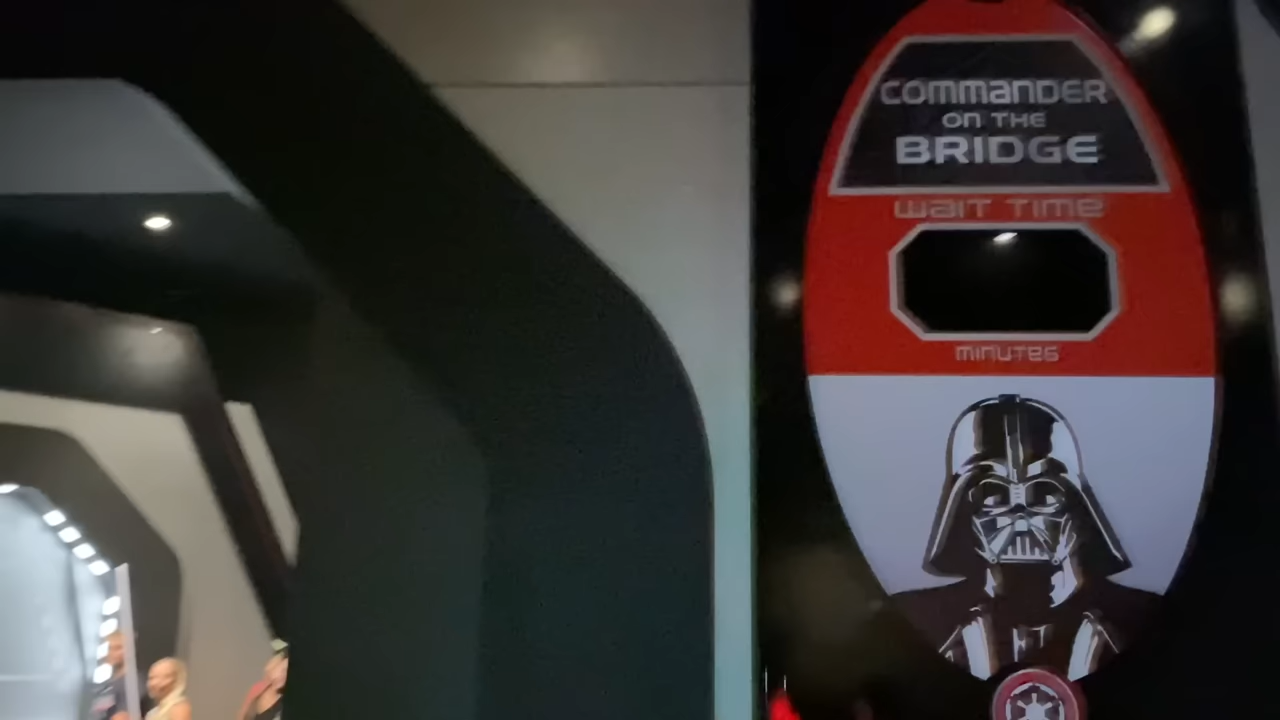 COMMANDER
ON THE
BRIDGE
WAIT TIME
MINUTES